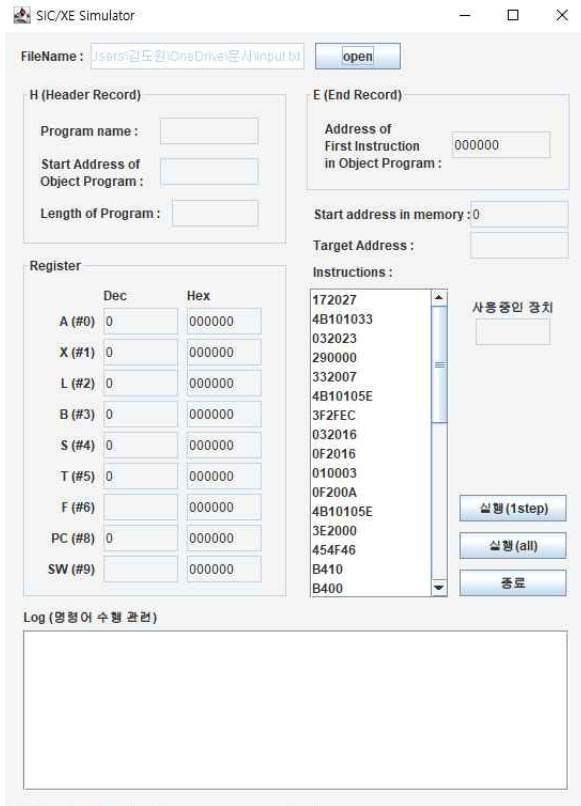 SIC/XE Simulator
FileName : Jsers\김도원\OneDrive\문서\input.txt open
H (Header Record)
Program name :
Start Address of
Object Program :
Length of Program :
E (End Record)
Address of
First Instruction
in Object Program :
000000
Start address in memory : 0
Target Address :
Register
Dec Hex
A (#0) 0 000000
X (#1) 0 000000
L (#2) 0 000000
B (#3) 0 000000
S (#4) 0 000000
T (#5) 0 000000
F (#6) 000000
PC (#8) 0 000000
SW (#9) 000000
Instructions :
172027
4B101033
032023
290000
332007
4B10105E
3F2FEC
032016
0F2016
010003
0F200A
4B10105E
3E2000
454F46
B410
B400
사용중인 장치
실행(1step)
실행(all)
종료
Log (명령어 수행 관련)